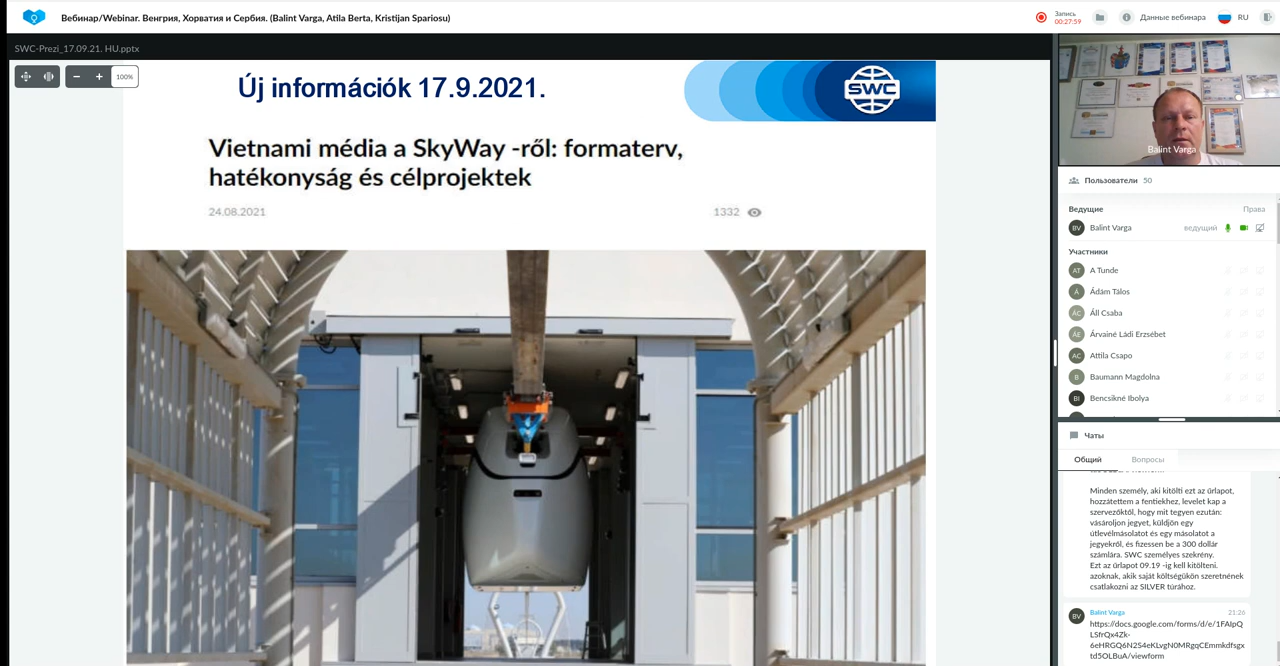 Вебинар/Webinar. Венгрия, Хорватия и Сербия. (Balint Varga, Atila Berta, Kristijan Spariosu)
Запись
00:27:59
Данные вебинара
RU
SWC-Prezi_17.09.21. HU.pptx
100%
Új információk 17.9.2021.
SWC
Vietnami média a SkyWay -ről: formaterv,
hatékonyság és célprojektek
24.08.2021
1332
Balint Varga
Пользователи 50
Ведущие
Права
BV Balint Varga ведущий
Участники
AT A Tunde
Á Ádám Tálos
ÁC Áll Csaba
ÁE Árvainé Ládi Erzsébet
AC Attila Csapo
B Baumann Magdolna
BI Bencsikné Ibolya
Чаты
Общий
Вопросы
Minden személy, aki kitölti ezt az űrlapot,
hozzátettem a fentiekhez, levelet kap a
szervezőktől, hogy mit tegyen ezután:
vásároljon jegyet, küldjön egy
útlevélmásolatot és egy másolatot a
jegyekről, és fizessen be a 300 dollár
számlára. SWC személyes szekrény.
Ezt az űrlapot 09.19 -ig kell kitölteni.
azoknak, akik saját költségükön szeretnének
csatlakozni az SILVER túrához.
BV Balint Varga 21:26
https://docs.google.com/forms/d/e/1FAIpQ
LSfrQx4Zk-
6eHRGQ6N2S4eKLvgN0MRgqCEmmkdfsgx
td5OLBuA/viewform